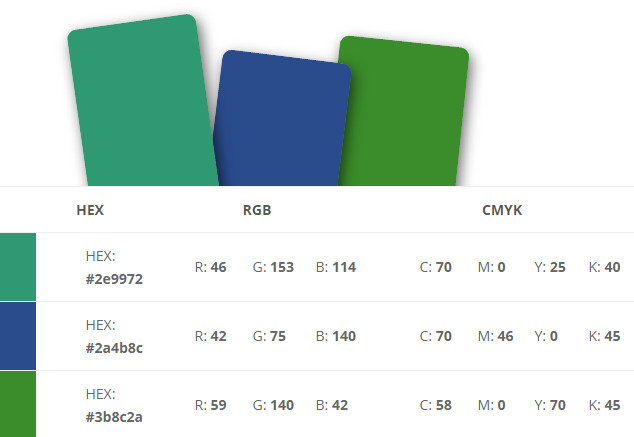 HEX RGB CMYK
HEX:
R: 46 G: 153 B: 114 C: 70 M: 0 Y: 25 K: 40
#2e9972
HEX:
R: 42 G: 75 B: 140 C: 70 M: 46 Y: 0 K: 45
#2a4b8c
HEX:
R: 59 G: 140 B: 42 C: 58 M: 0 Y: 70 K: 45
#3b8c2a